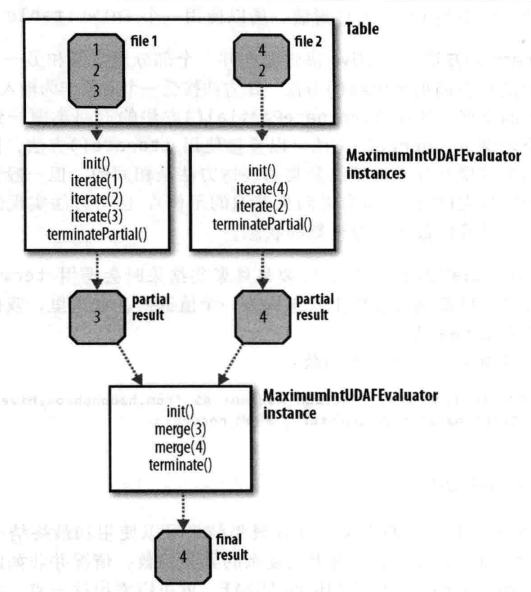 Table
file 1
1
2
3
file 2
4
2
MaximumIntUDAFEvaluator
instances
init()
iterate(1)
iterate(2)
iterate(3)
terminatePartial()
init()
iterate(4)
iterate(2)
terminatePartial()
3
partial
result
4
partial
result
MaximumIntUDAFEvaluator
instance
init()
merge(3)
merge(4)
terminate()
4
final
result